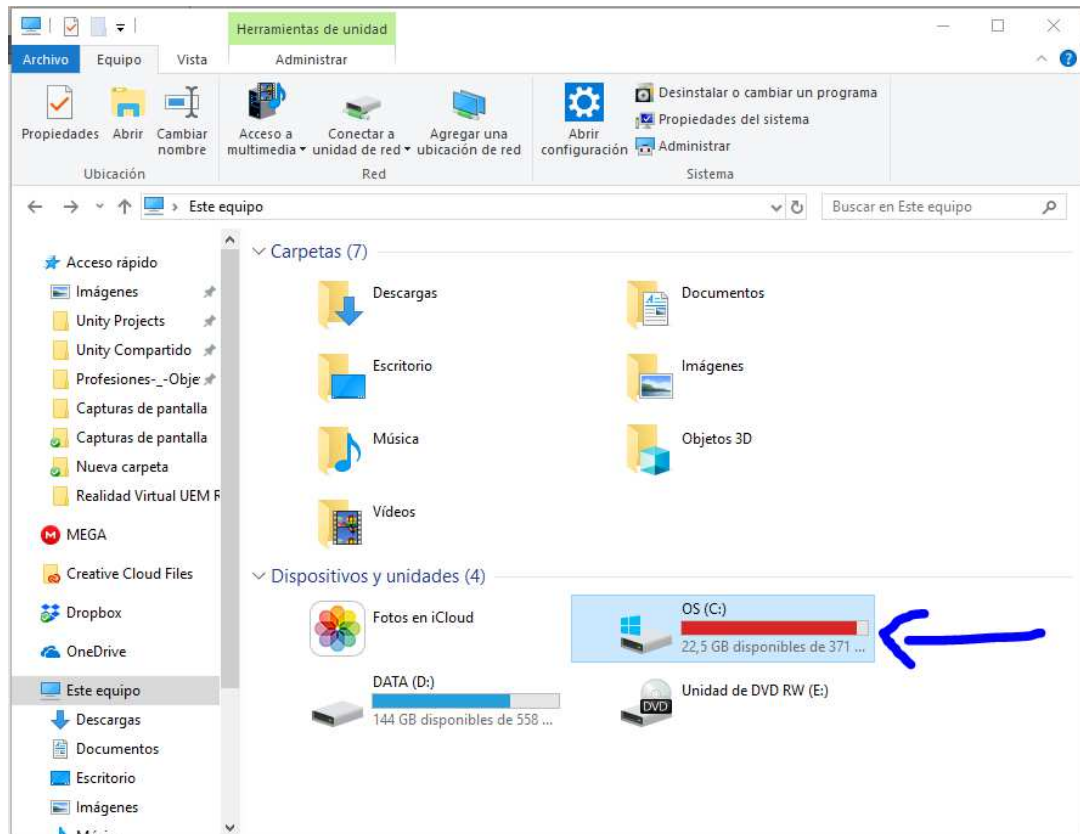 Herramientas de unidad
Archivo Equipo Vista Administrar
Propiedades
Abrir
Cambiar
nombre
Ubicación
Acceso a
multimedia
Conectar a
unidad de red
Agregar una
ubicación de red
Red
Abrir
configuración
Desinstalar o cambiar un programa
Propiedades del sistema
Administrar
Sistema
Este equipo
Buscar en Este equipo
Acceso rápido
Imágenes
Unity Projects
Unity Compartido
Profesiones-_-Obje
Capturas de pantalla
Capturas de pantalla
Nueva carpeta
Realidad Virtual UEM R
MEGA
Creative Cloud Files
Dropbox
OneDrive
Este equipo
Descargas
Documentos
Escritorio
Imágenes
Carpetas (7)
Descargas
Documentos
Escritorio
Imágenes
Música
Objetos 3D
Vídeos
Dispositivos y unidades (4)
Fotos en iCloud
OS (C:)
22,5 GB disponibles de 371 ...
DATA (D:)
144 GB disponibles de 558 ...
DVD
Unidad de DVD RW (E:)